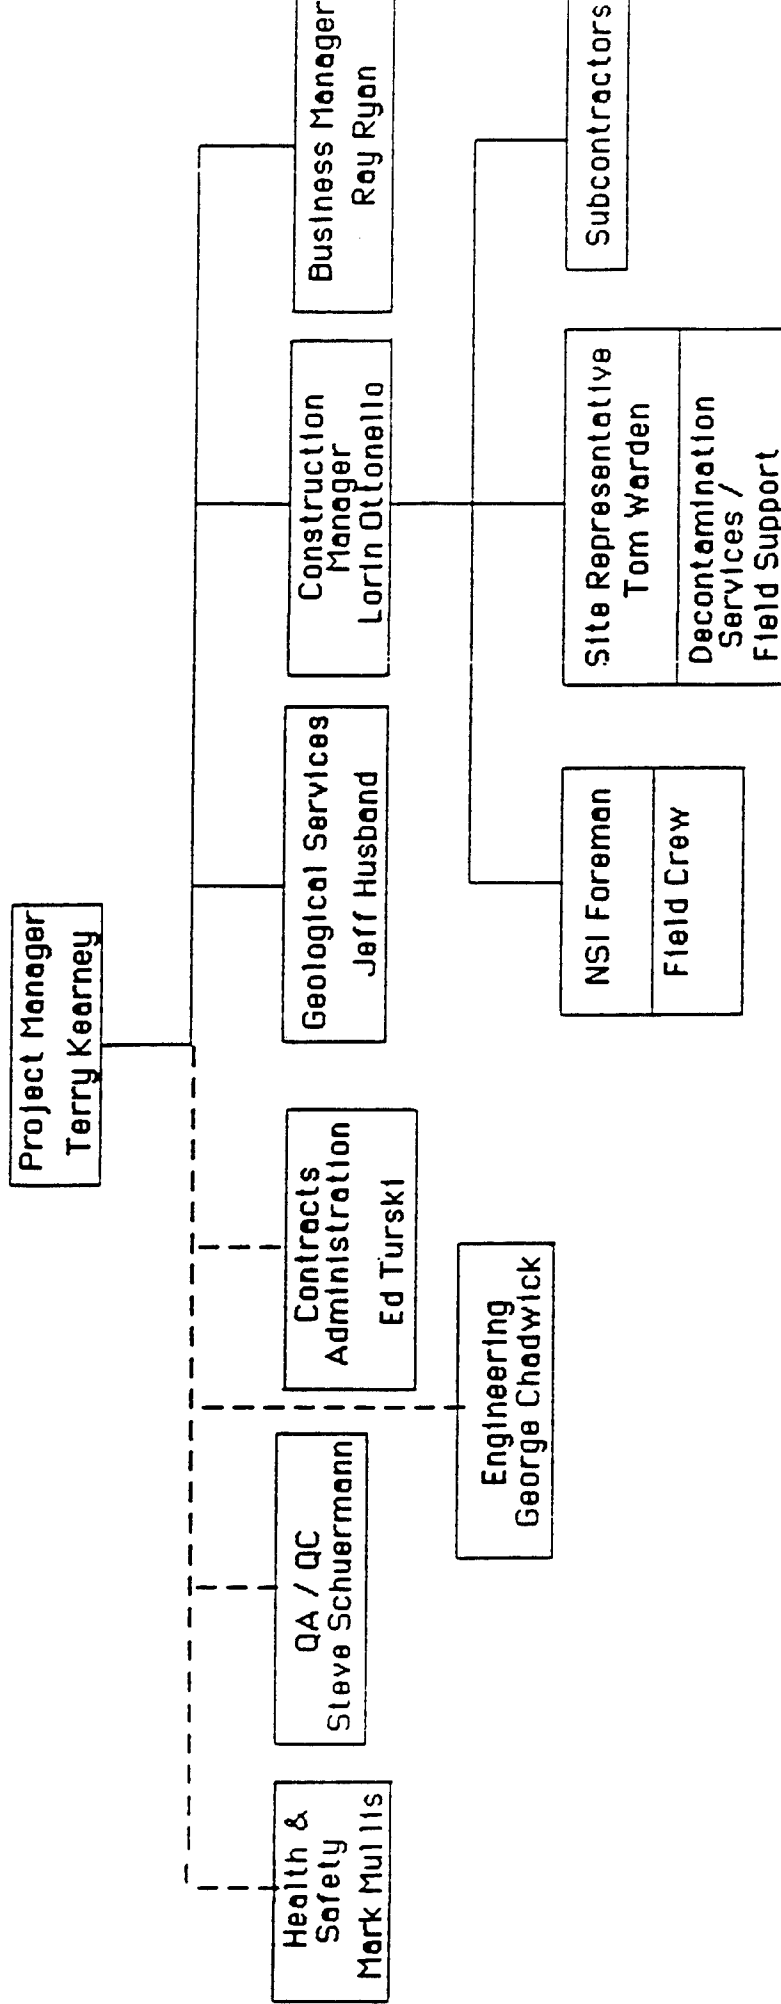 Project Manager
Terry Kearney
Health &
Safety
Mark Mullis
QA / QC
Steve Schuermann
Contracts
Administration
Ed Turski
Geological Services
Jeff Husband
Construction
Manager
Lorin Ottonello
Business Manager
Ray Ryan
Engineering
George Chadwick
NSI Foreman
Field Crew
Site Representative
Tom Warden
Decontamination
Services /
Field Support
Subcontractors